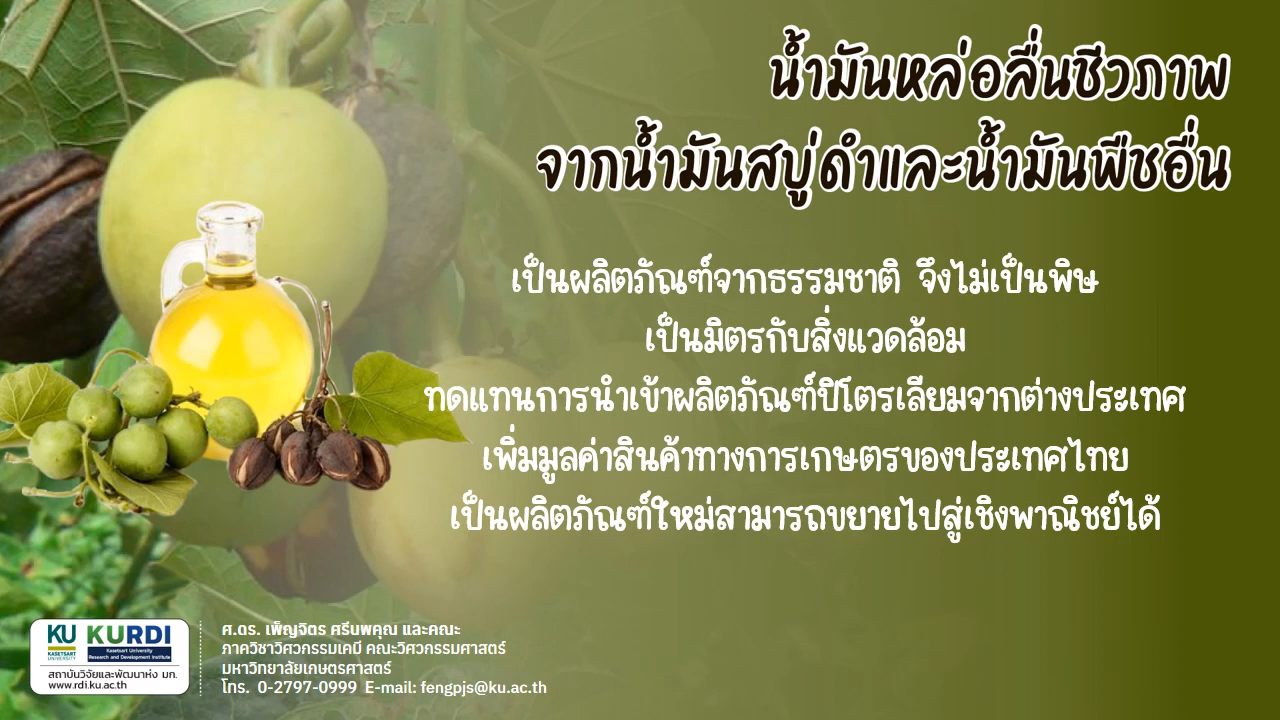 น้ำมันหล่อลื่นชีวภาพ
จากน้ำมันสบู่ดำและน้ำมันพืชอื่น
เป็นผลิตภัณฑ์จากธรรมชาติ จึงไม่เป็นพิษ
เป็นมิตรกับสิ่งแวดล้อม
ทดแทนการนำเข้าผลิตภัณฑ์ปิโตรเลียมจากต่างประเทศ
เพิ่มมูลค่าสินค้าทางการเกษตรของประเทศไทย
เป็นผลิตภัณฑ์ใหม่สามารถขยายไปสู่เชิงพาณิชย์ได้
KU
KASETSART
UNIVERSITY
KURDI
Kasetsart University
Research and Development Institute
สถาบันวิจัยและพัฒนาแห่ง มก.
www.rdi.ku.ac.th
ศ.ดร. เพ็ญจิตร ศรีนพคุณ และคณะ
ภาควิชาวิศวกรรมเคมี คณะวิศวกรรมศาสตร์
มหาวิทยาลัยเกษตรศาสตร์
โทร. 0-2797-0999 E-mail: fengpjs@ku.ac.th